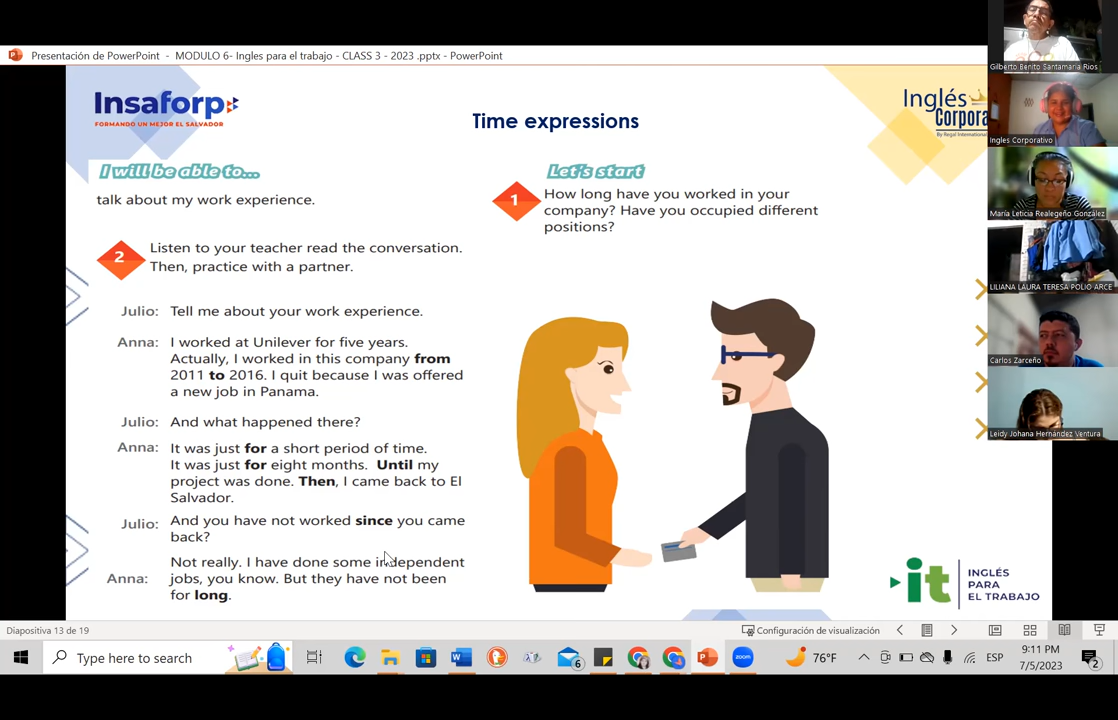 Presentación de PowerPoint - MODULO 6- Ingles para el trabajo - CLASS 3 - 2023 .pptx - PowerPoint
Insaforp
FORMANDO UN MEJOR EL SALVADOR
Time expressions
Inglés
Corpora
By Regal International
I will be able to...
talk about my work experience.
Let's start
1
How long have you worked in your
company? Have you occupied different
positions?
2
Listen to your teacher read the conversation.
Then, practice with a partner.
Julio: Tell me about your work experience.
Anna: I worked at Unilever for five years.
Actually, I worked in this company from
2011 to 2016. I quit because I was offered
a new job in Panama.
Julio: And what happened there?
Anna: It was just for a short period of time.
It was just for eight months. Until my
project was done. Then, I came back to El
Salvador.
Julio: And you have not worked since you came
back?
Not really. I have done some independent
Anna: jobs, you know. But they have not been
for long.
it
INGLÉS
PARA
EL TRABAJO
Gilberto Benito Santamaria Rios
Ingles Corporativo
María Leticia Realegeño González
LILIANA LAURA TERESA POLIO ARCE
Carlos Zarceño
Leidy Johana Hernández Ventura
Diapositiva 13 de 19
Configuración de visualización
Type here to search
6
zoom
76°F
ESP
9:11 PM
7/5/2023
2